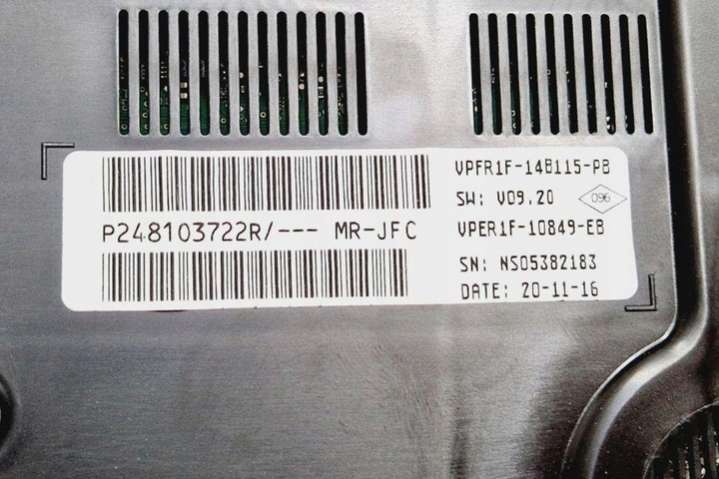 VPFR1F-14B115-PB
SW: V09.20
096
P248103722R/--- MR-JFC
VPER1F-10849-EB
SN: NS05382183
DATE: 20-11-16